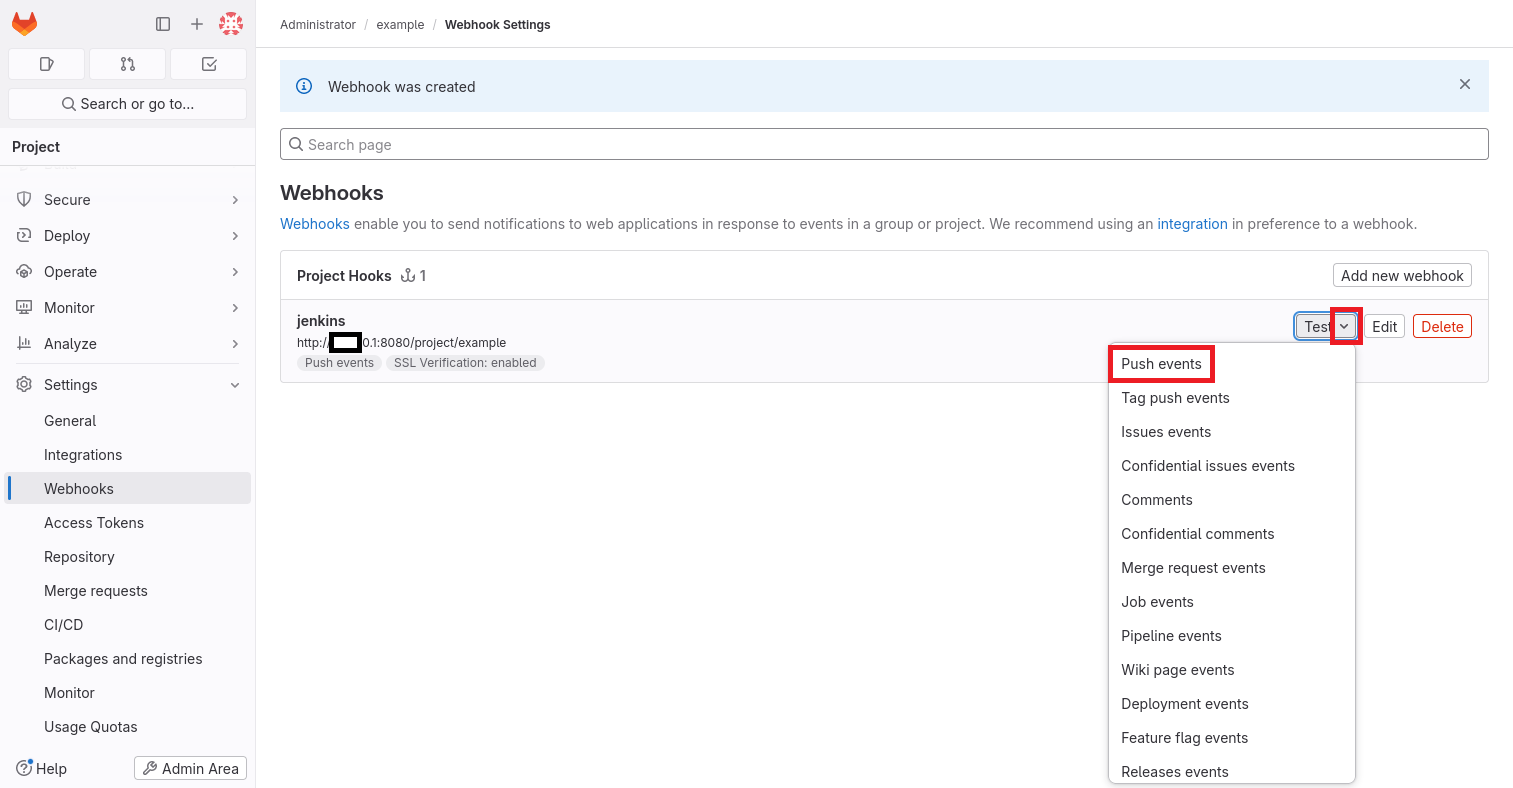 Administrator / example / Webhook Settings
Search or go to...
Project
Secure
Deploy
Operate
Monitor
Analyze
Settings
General
Integrations
Webhooks
Access Tokens
Repository
Merge requests
CI/CD
Packages and registries
Monitor
Usage Quotas
Help
Admin Area
Webhook was created
Search page
Webhooks
Webhooks enable you to send notifications to web applications in response to events in a group or project. We recommend using an integration in preference to a webhook.
Project Hooks 1
Add new webhook
jenkins
http:/ 0.1:8080/project/example
Push events SSL Verification: enabled
Test Edit Delete
Push events
Tag push events
Issues events
Confidential issues events
Comments
Confidential comments
Merge request events
Job events
Pipeline events
Wiki page events
Deployment events
Feature flag events
Releases events